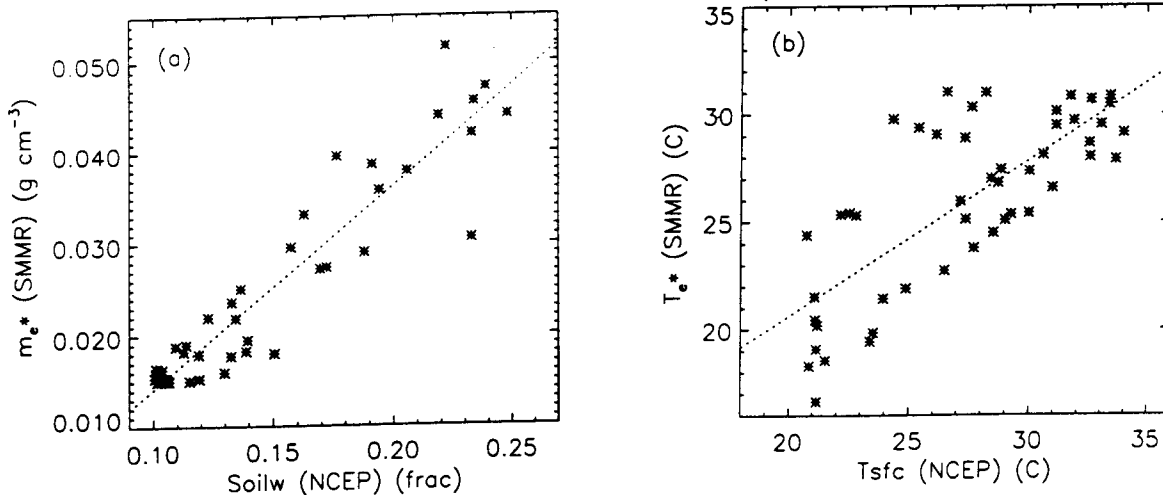 (a)
0.050
0.040
0.030
0.020
0.010
m_e* (SMMR) (g cm⁻³)
0.10 0.15 0.20 0.25
Soilw (NCEP) (frac)
(b)
35
30
25
20
T_e* (SMMR) (C)
20 25 30 35
Tsfc (NCEP) (C)